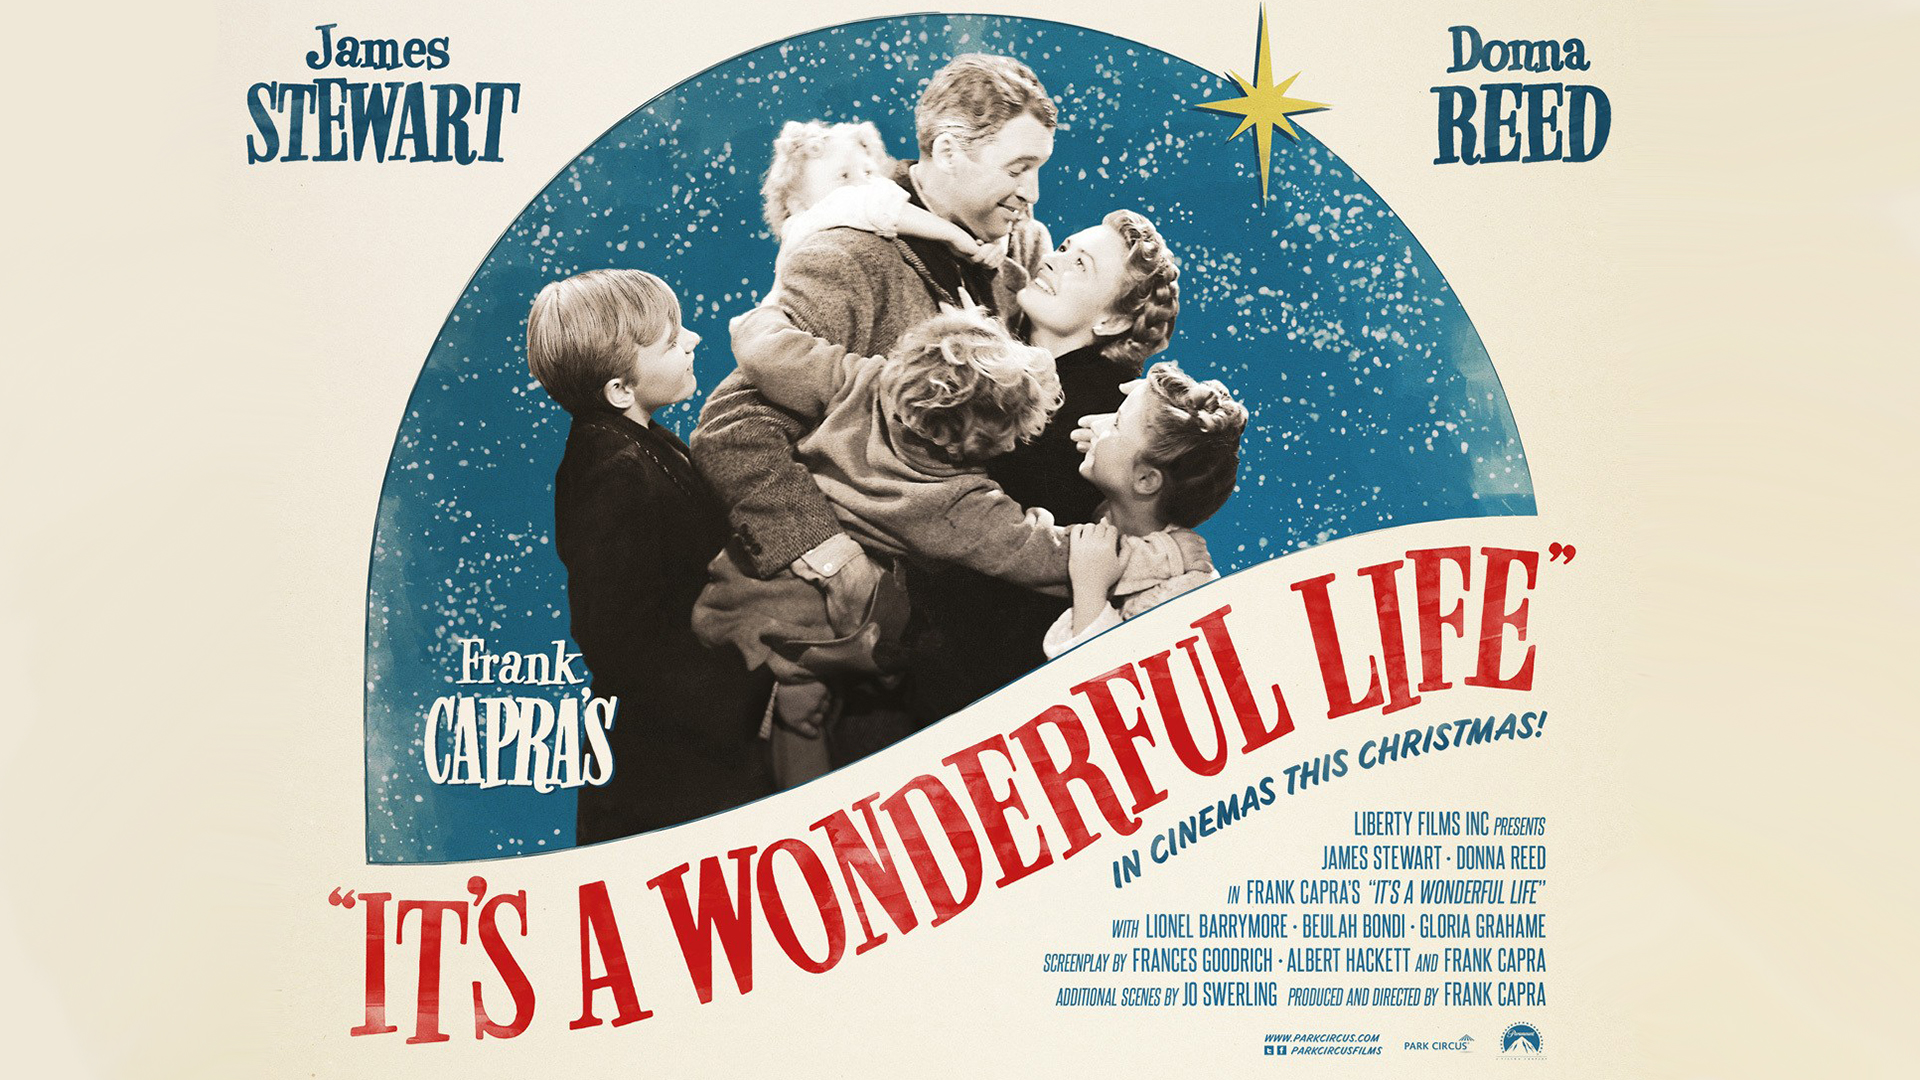 James
STEWART
Donna
REED
Frank
CAPRA'S
"IT'S A WONDERFUL LIFE"
IN CINEMAS THIS CHRISTMAS!
LIBERTY FILMS INC PRESENTS
JAMES STEWART · DONNA REED
IN FRANK CAPRA'S "IT'S A WONDERFUL LIFE"
WITH LIONEL BARRYMORE · BEULAH BONDI · GLORIA GRAHAME
SCREENPLAY BY FRANCES GOODRICH · ALBERT HACKETT AND FRANK CAPRA
ADDITIONAL SCENES BY JO SWERLING PRODUCED AND DIRECTED BY FRANK CAPRA
WWW.PARKCIRCUS.COM
PARKCIRCUSFILMS
PARK CIRCUS
Paramount